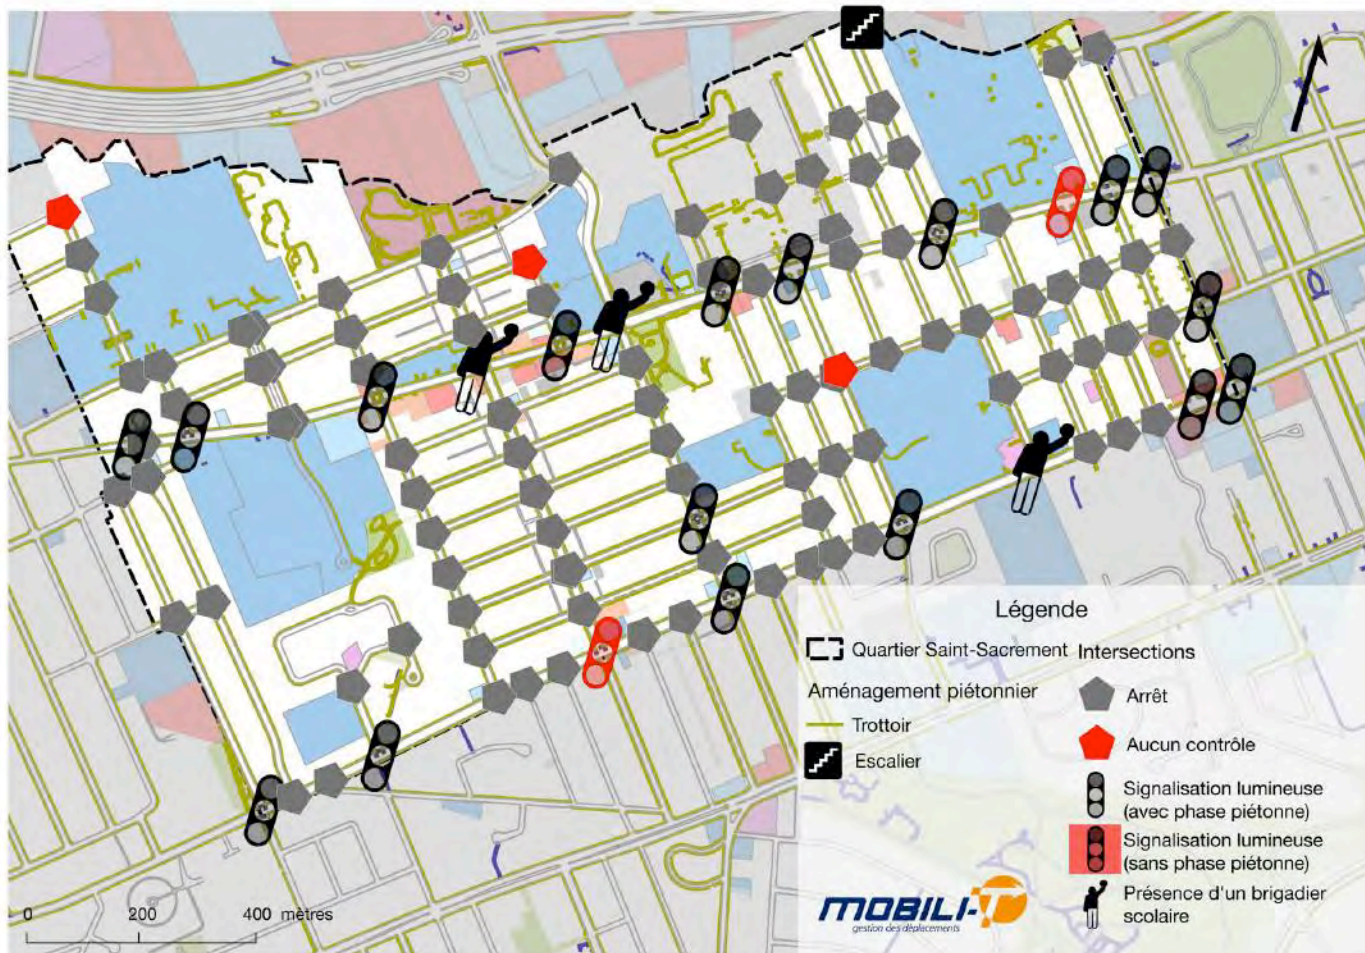 Légende
Quartier Saint-Sacrement
Intersections
Aménagement piétonnier
Trottoir
Escalier
Arrêt
Aucun contrôle
Signalisation lumineuse
(avec phase piétonne)
Signalisation lumineuse
(sans phase piétonne)
Présence d'un brigadier
scolaire
0 200 400 mètres
MOBILI-T
gestion des déplacements